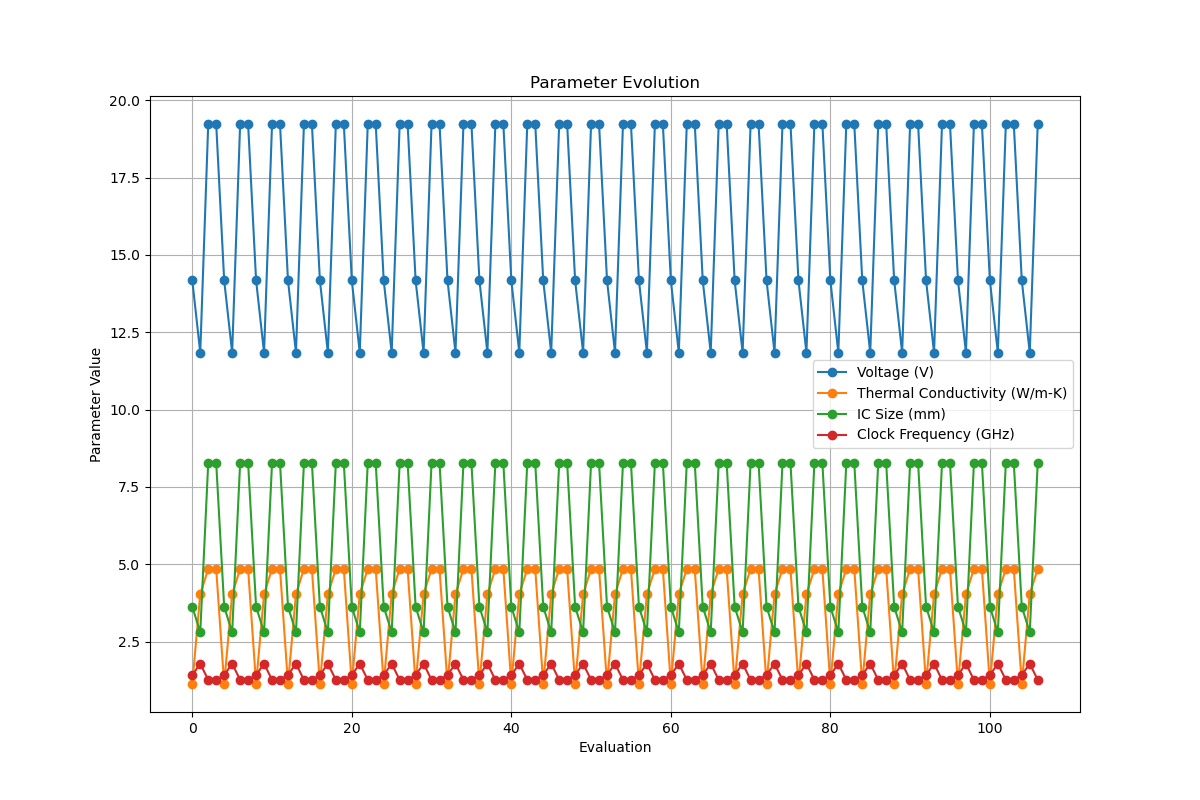 Parameter Evolution
20.0
17.5
15.0
12.5
10.0
7.5
5.0
2.5
Parameter Value
Voltage (V)
Thermal Conductivity (W/m-K)
IC Size (mm)
Clock Frequency (GHz)
0 20 40 60 80 100
Evaluation